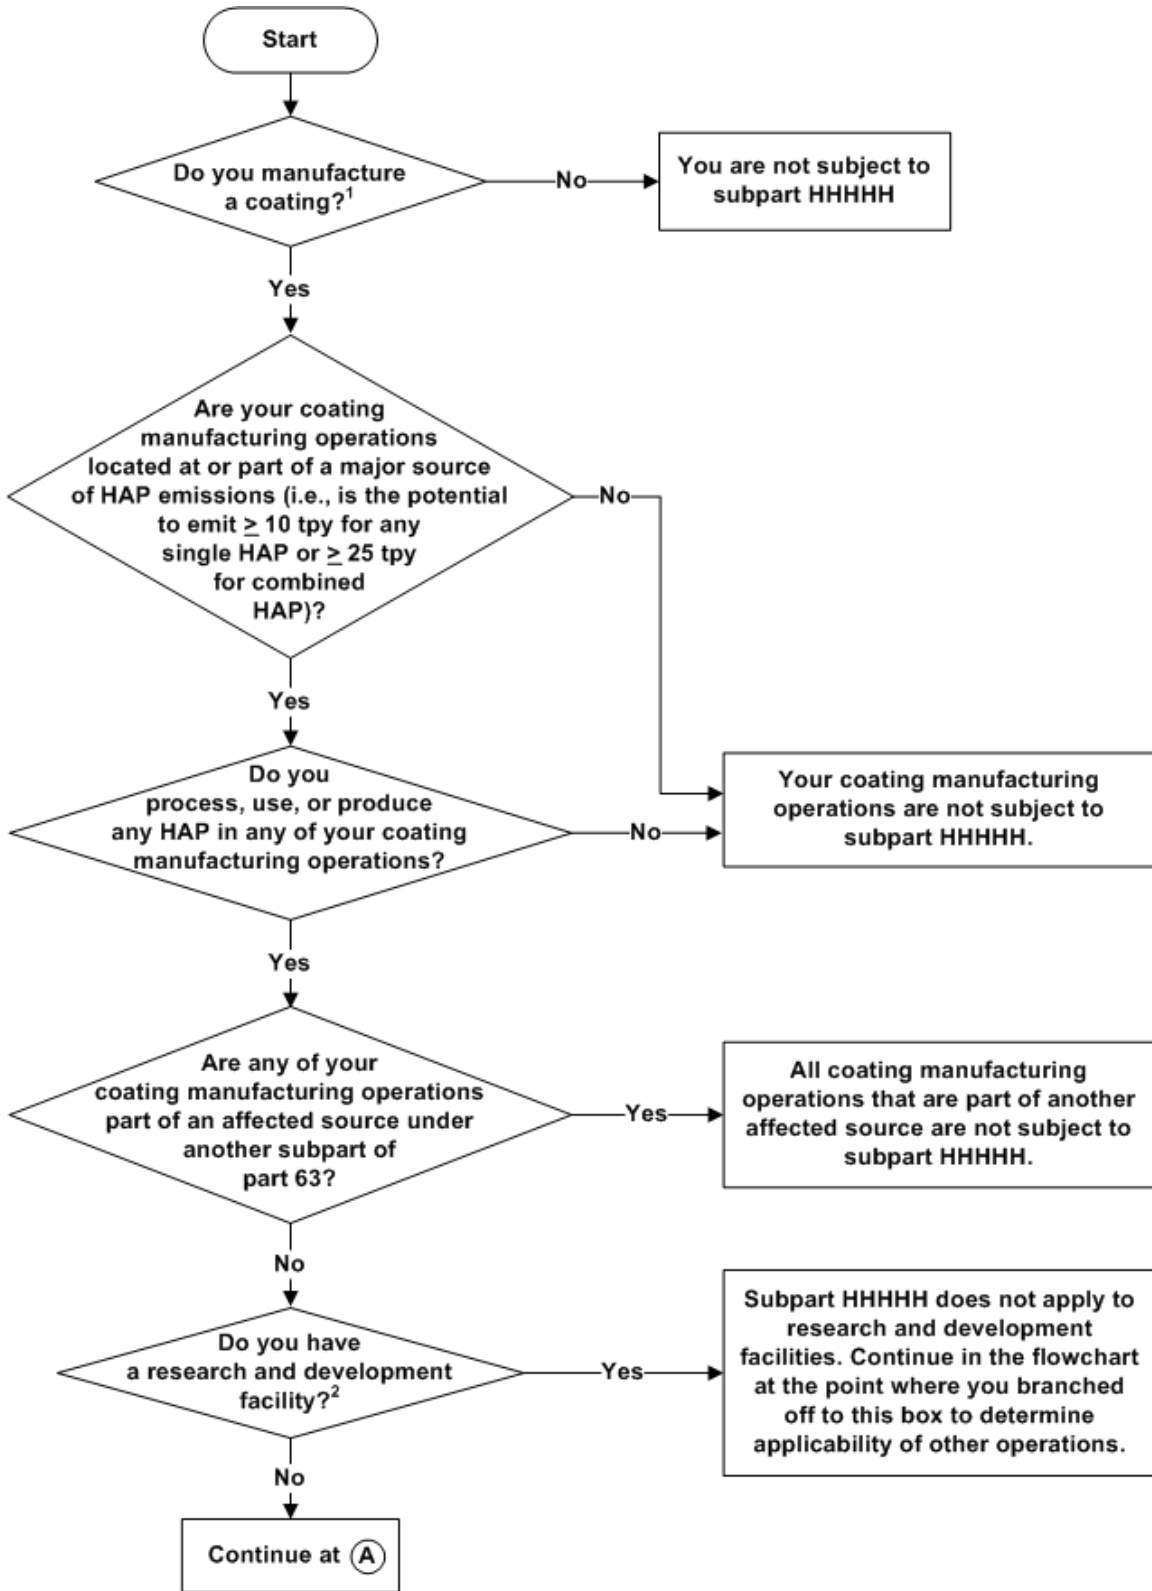 Start
Do you manufacture
a coating?¹
No
You are not subject to
subpart HHHHH
Yes
Are your coating
manufacturing operations
located at or part of a major source
of HAP emissions (i.e., is the potential
to emit ≥ 10 tpy for any
single HAP or ≥ 25 tpy
for combined
HAP)?
No
Yes
Do you
process, use, or produce
any HAP in any of your coating
manufacturing operations?
No
Your coating manufacturing
operations are not subject to
subpart HHHHH.
Yes
Are any of your
coating manufacturing operations
part of an affected source under
another subpart of
part 63?
Yes
All coating manufacturing
operations that are part of another
affected source are not subject to
subpart HHHHH.
No
Do you have
a research and development
facility?²
Yes
Subpart HHHHH does not apply to
research and development
facilities. Continue in the flowchart
at the point where you branched
off to this box to determine
applicability of other operations.
No
Continue at A